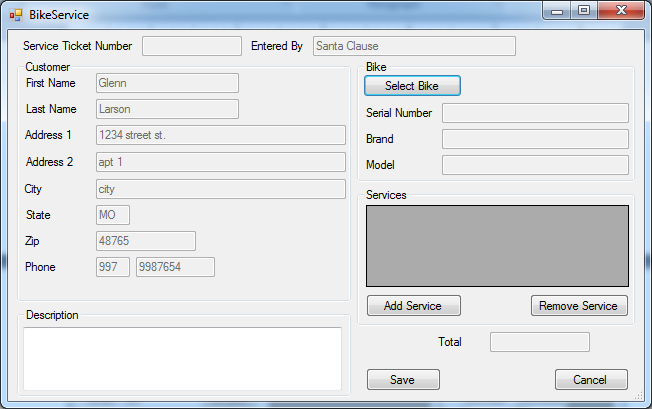 BikeService
Service Ticket Number Entered By Santa Clause
Customer
First Name Glenn
Last Name Larson
Address 1 1234 street st.
Address 2 apt 1
City city
State MO
Zip 48765
Phone 997 9987654
Description
Bike
Select Bike
Serial Number
Brand
Model
Services
Add Service Remove Service
Total
Save Cancel